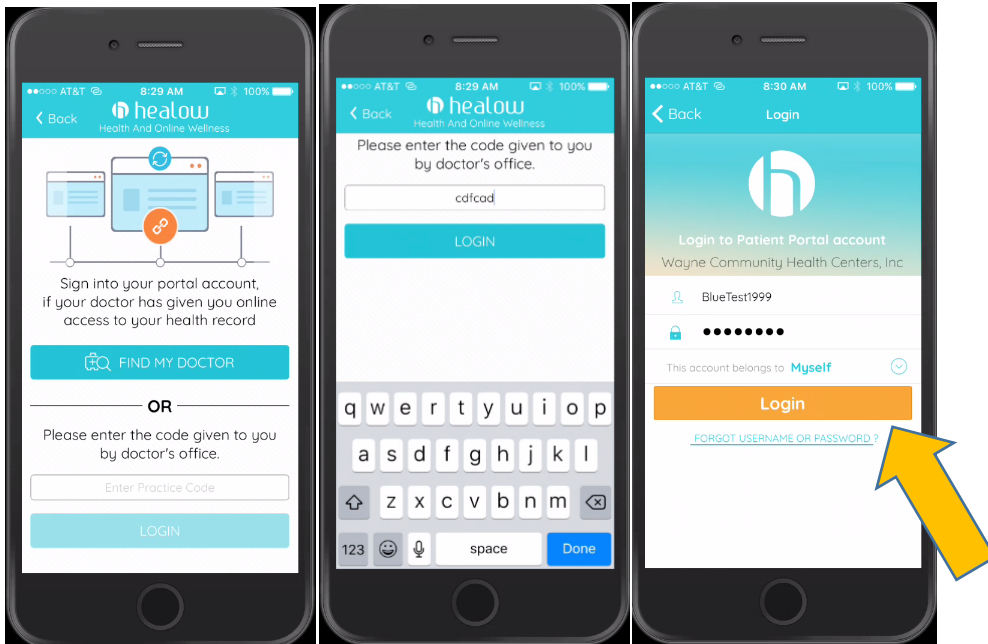 AT&T 8:29 AM 100%
Back healow
Health And Online Wellness
Sign into your portal account,
if your doctor has given you online
access to your health record
FIND MY DOCTOR
OR
Please enter the code given to you
by doctor's office.
Enter Practice Code
LOGIN
AT&T 8:29 AM 100%
Back healow
Health And Online Wellness
Please enter the code given to you
by doctor's office.
cdfcad
LOGIN
q w e r t y u i o p
a s d f g h j k l
z x c v b n m
123 space Done
AT&T 8:30 AM 100%
Back Login
h
Login to Patient Portal account
Wayne Community Health Centers, Inc
BlueTest1999
●●●●●●●●
This account belongs to Myself
Login
FORGOT USERNAME OR PASSWORD ?